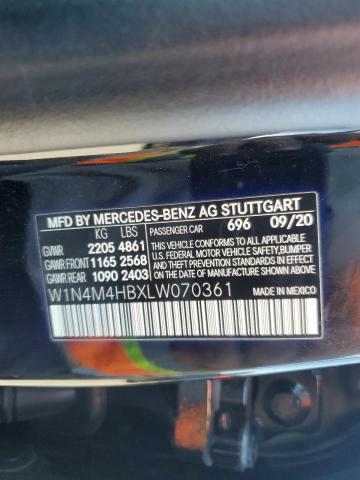 MFD BY MERCEDES-BENZ AG STUTTGART
KG LBS PASSENGER CAR 696 09/20
GVWR 2205 4861
GAWR FRONT 1165 2568
GAWR REAR 1090 2403
THIS VEHICLE CONFORMS TO ALL
APPLICABLE U.S. FEDERAL MOTOR
VEHICLE SAFETY, BUMPER,
AND THEFT PREVENTION STANDARDS
IN EFFECT ON THE DATE OF
MANUFACTURE SHOWN ABOVE.
W1N4M4HBXLW070361
MADE IN MEXICO